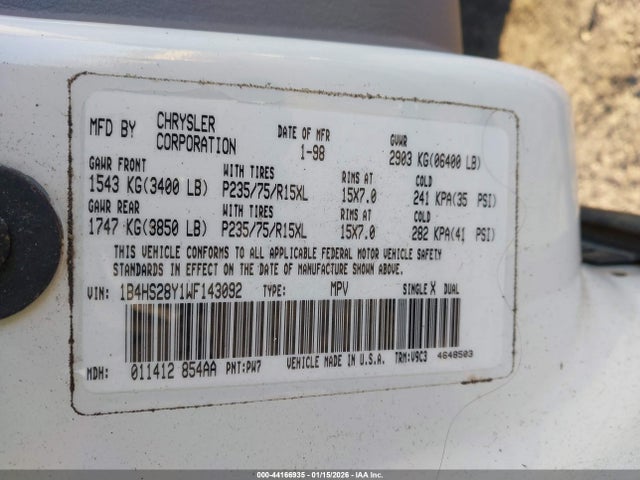 MFD BY CHRYSLER CORPORATION DATE OF MFR 1-98 GVWR 2903 KG(06400 LB)
GAWR FRONT WITH TIRES RIMS AT COLD
1543 KG(3400 LB) P235/75/R15XL 15X7.0 241 KPA(35 PSI)
GAWR REAR WITH TIRES RIMS AT COLD
1747 KG(3850 LB) P235/75/R15XL 15X7.0 282 KPA(41 PSI)
THIS VEHICLE CONFORMS TO ALL APPLICABLE FEDERAL MOTOR VEHICLE SAFETY
STANDARDS IN EFFECT ON THE DATE OF MANUFACTURE SHOWN ABOVE.
VIN: 1B4HS28Y1WF143092 TYPE: MPV SINGLE X DUAL
MDH: 011412 854AA PNT:PW7 VEHICLE MADE IN U.S.A. TRM:V9C3 4648503
000-44166935 - 01/15/2026 - Copyright IAA, Inc.